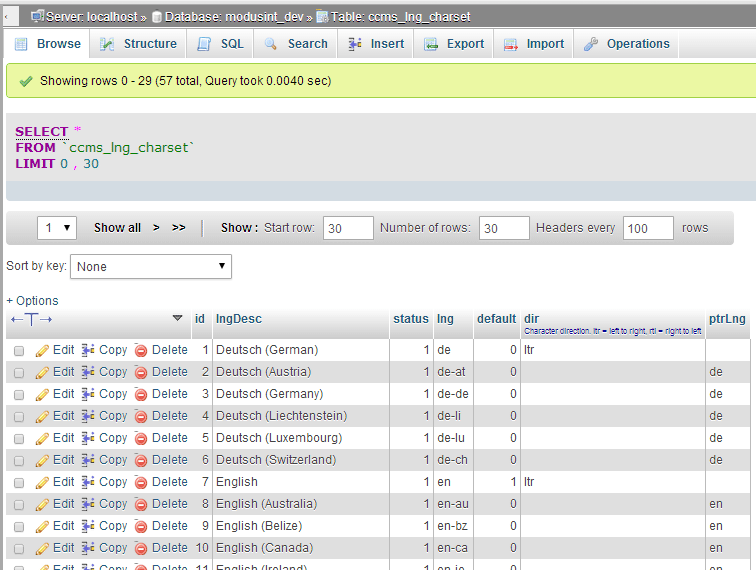 Server: localhost » Database: modusint_dev » Table: ccms_lng_charset
Browse Structure SQL Search Insert Export Import Operations
Showing rows 0 - 29 (57 total, Query took 0.0040 sec)
SELECT *
FROM `ccms_lng_charset`
LIMIT 0 , 30
1 ▼ Show all > >> Show : Start row: 30 Number of rows: 30 Headers every 100 rows
Sort by key: None ▼
+ Options
←T→ ▼ id lngDesc status lng default dir ptrLng
Character direction. ltr = left to right, rtl = right to left
Edit Copy Delete 1 Deutsch (German) 1 de 0 ltr
Edit Copy Delete 2 Deutsch (Austria) 1 de-at 0 de
Edit Copy Delete 3 Deutsch (Germany) 1 de-de 0 de
Edit Copy Delete 4 Deutsch (Liechtenstein) 1 de-li 0 de
Edit Copy Delete 5 Deutsch (Luxembourg) 1 de-lu 0 de
Edit Copy Delete 6 Deutsch (Switzerland) 1 de-ch 0 de
Edit Copy Delete 7 English 1 en 1 ltr
Edit Copy Delete 8 English (Australia) 1 en-au 0 en
Edit Copy Delete 9 English (Belize) 1 en-bz 0 en
Edit Copy Delete 10 English (Canada) 1 en-ca 0 en
Edit Copy Delete 11 English (Ireland) 1 en-ie 0 en